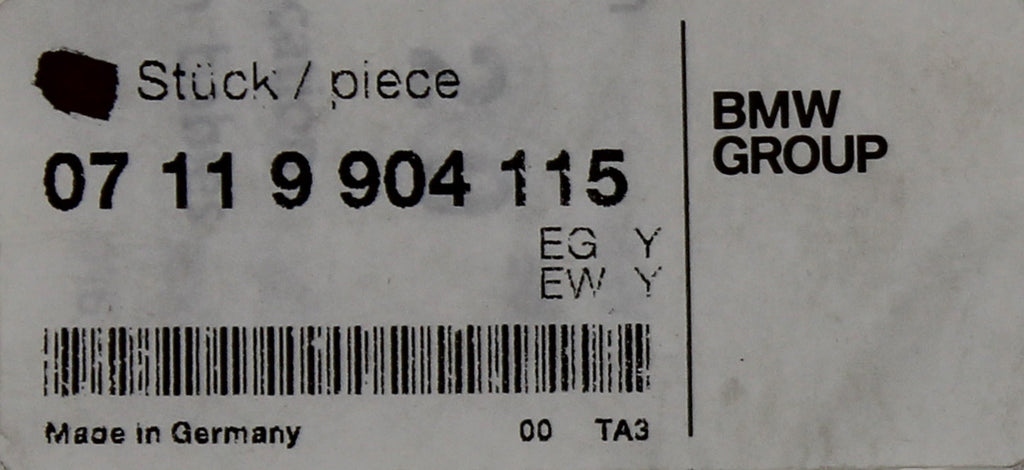 Stück / piece
07 11 9 904 115
EG Y
EW Y
Made in Germany 00 TA3
BMW
GROUP